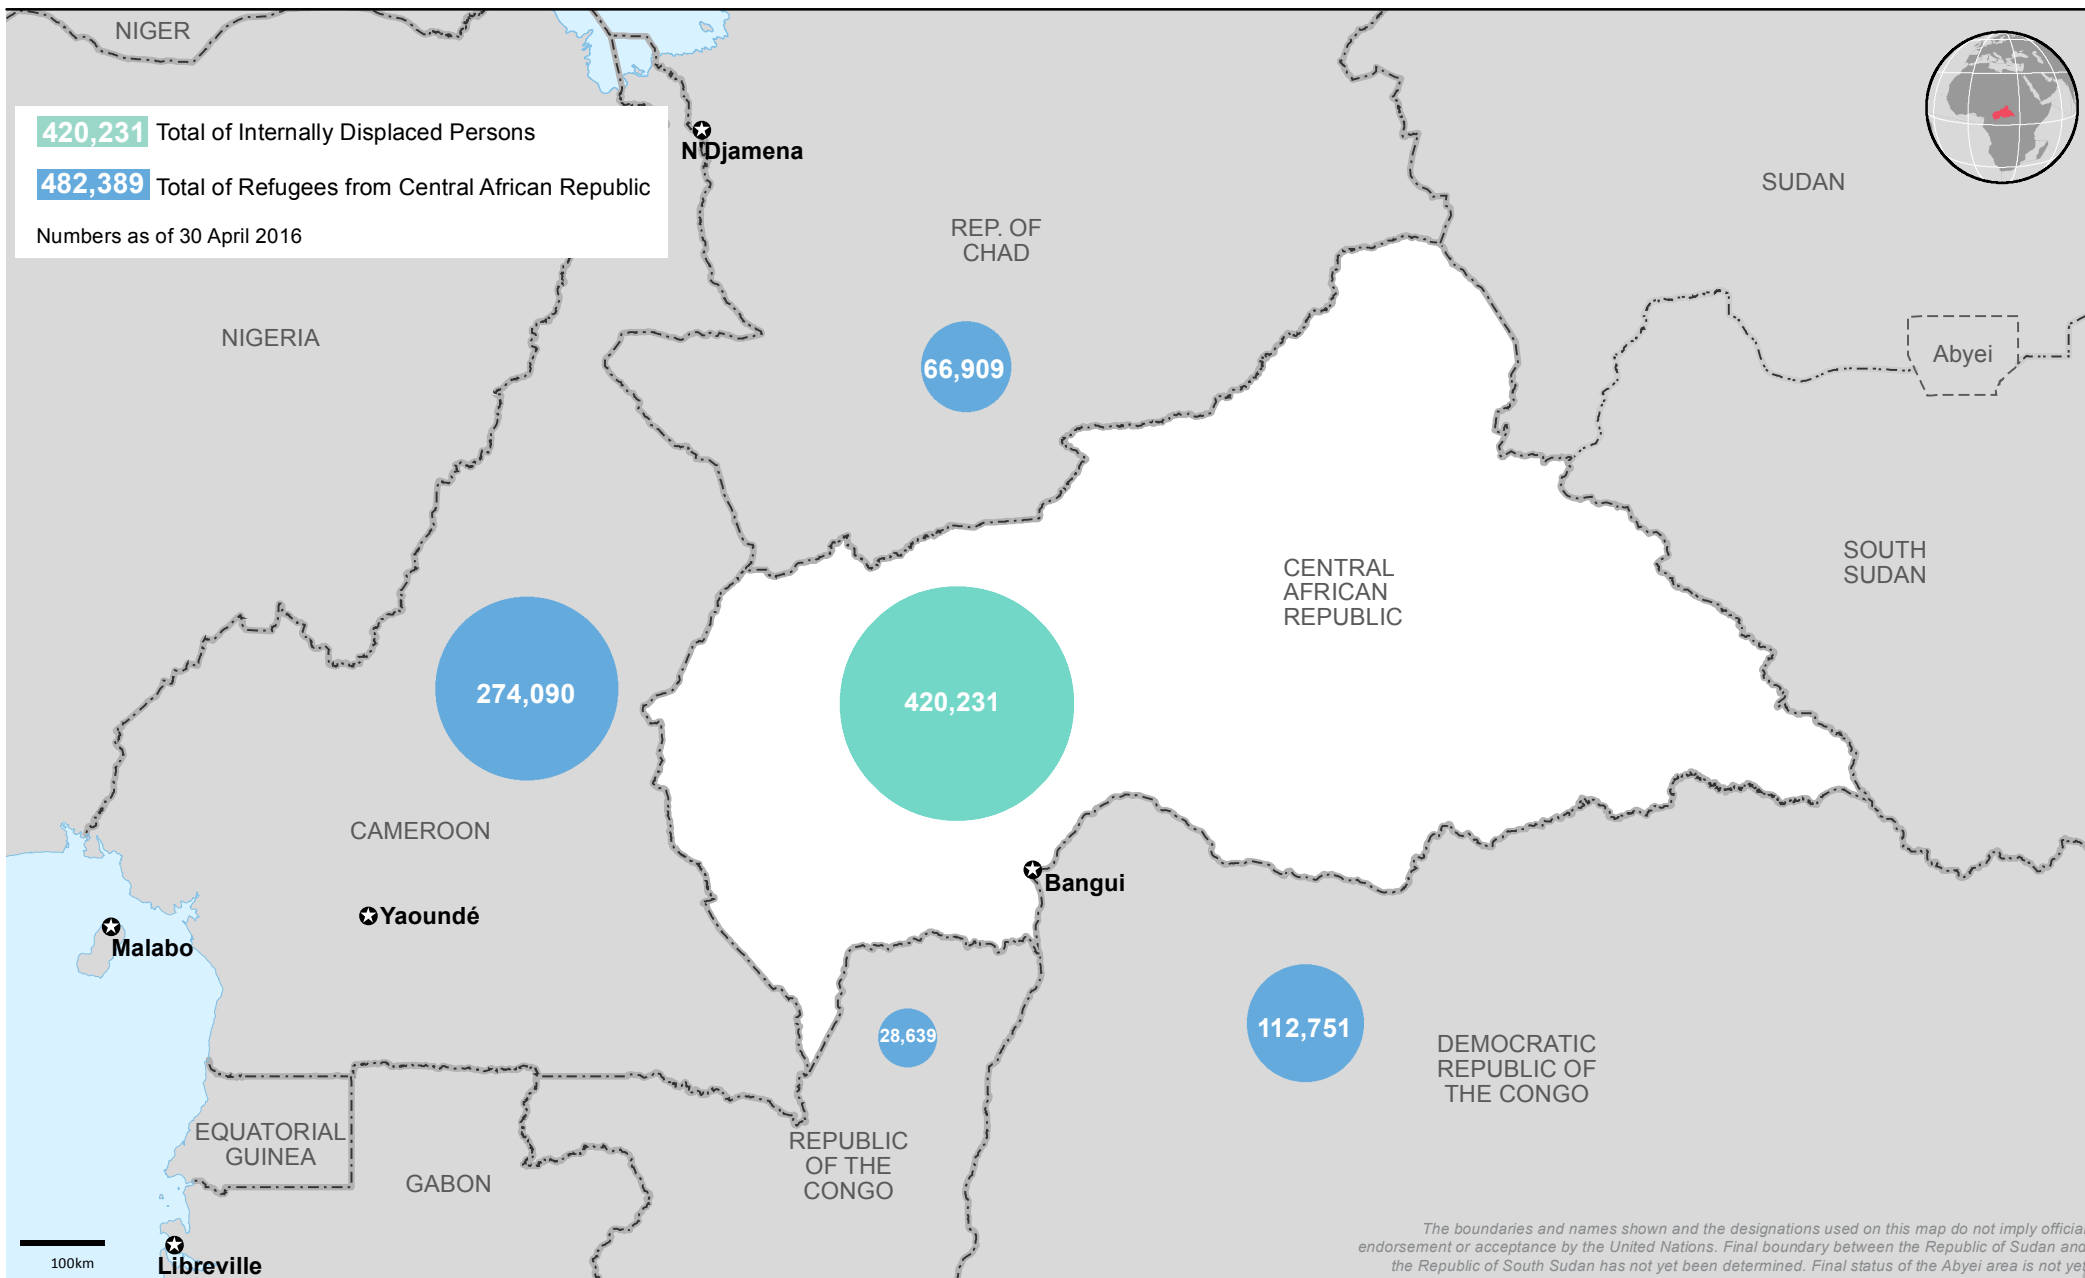 NIGER
420,231 Total of Internally Displaced Persons
482,389 Total of Refugees from Central African Republic
Numbers as of 30 April 2016
N'Djamena
SUDAN
REP. OF
CHAD
NIGERIA
66,909
Abyei
SOUTH
SUDAN
CENTRAL
AFRICAN
REPUBLIC
274,090
420,231
CAMEROON
Bangui
Yaoundé
Malabo
28,639
112,751
DEMOCRATIC
REPUBLIC OF
THE CONGO
EQUATORIAL
GUINEA
REPUBLIC
OF THE
CONGO
GABON
100km
Libreville
The boundaries and names shown and the designations used on this map do not imply official
endorsement or acceptance by the United Nations. Final boundary between the Republic of Sudan and
the Republic of South Sudan has not yet been determined. Final status of the Abyei area is not yet